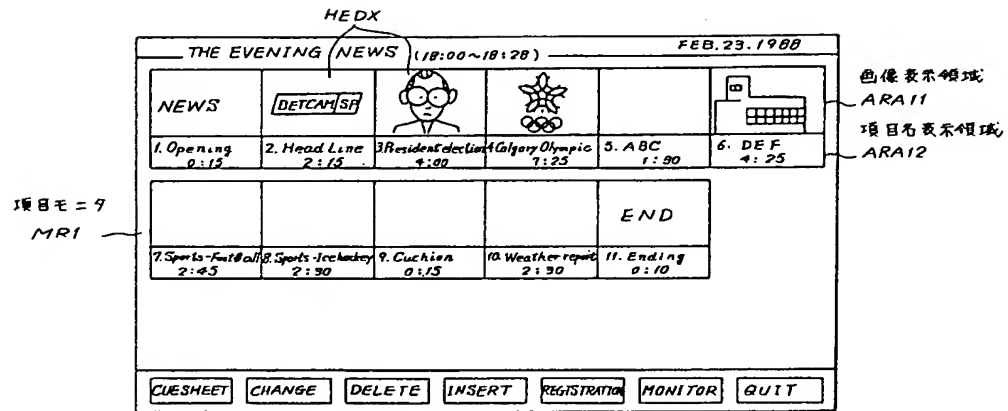 HEDX
THE EVENING NEWS (18:00~18:28) FEB.23.1988
NEWS DETCAM SP
画像表示領域
ARA11
項目名表示領域
ARA12
1. Opening 2. Head Line 3. President election 4. Calgary Olympic 5. ABC 6. DEF
0:15 2:15 4:00 7:25 1:30 4:25
項目モニタ
MR1
END
7. Sports-Football 8. Sports-Icehockey 9. Cuchion 10. Weather report 11. Ending
2:45 2:30 0:15 2:30 0:10
CUESHEET CHANGE DELETE INSERT REGISTRATION MONITOR QUIT